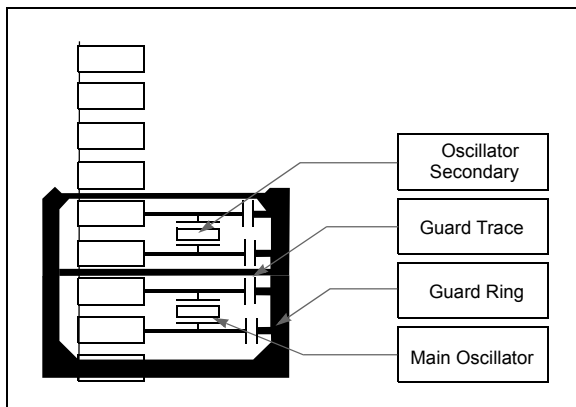 Oscillator
Secondary
Guard Trace
Guard Ring
Main Oscillator